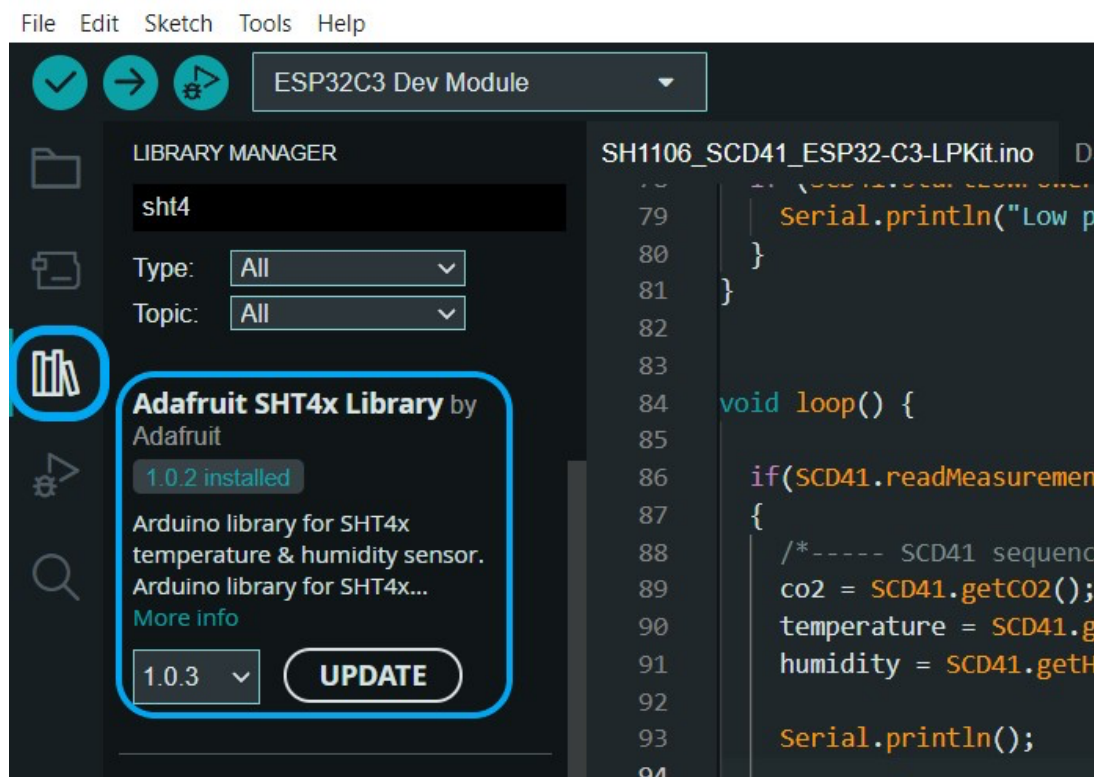 File Edit Sketch Tools Help
ESP32C3 Dev Module
LIBRARY MANAGER
sht4
Type: All
Topic: All
Adafruit SHT4x Library by
Adafruit
1.0.2 installed
Arduino library for SHT4x
temperature & humidity sensor.
Arduino library for SHT4x...
More info
1.0.3 UPDATE
SH1106_SCD41_ESP32-C3-LPKit.ino D
79 Serial.println("Low p
80 }
81 }
82
83
84 void loop() {
85
86 if(SCD41.readMeasuremen
87 {
88 /*----- SCD41 sequenc
89 co2 = SCD41.getCO2();
90 temperature = SCD41.g
91 humidity = SCD41.getH
92
93 Serial.println();
94